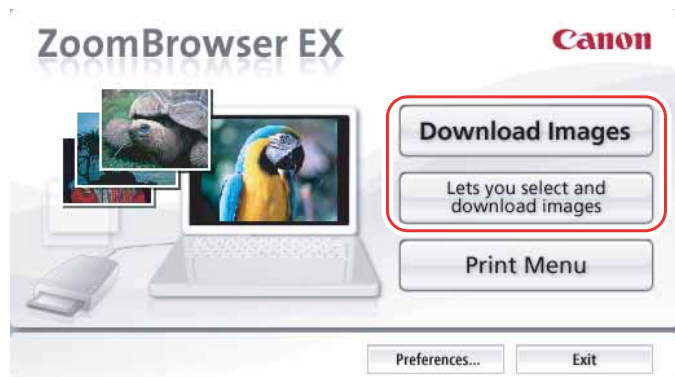 ZoomBrowser EX
Canon
Download Images
Lets you select and
download images
Print Menu
Preferences...
Exit